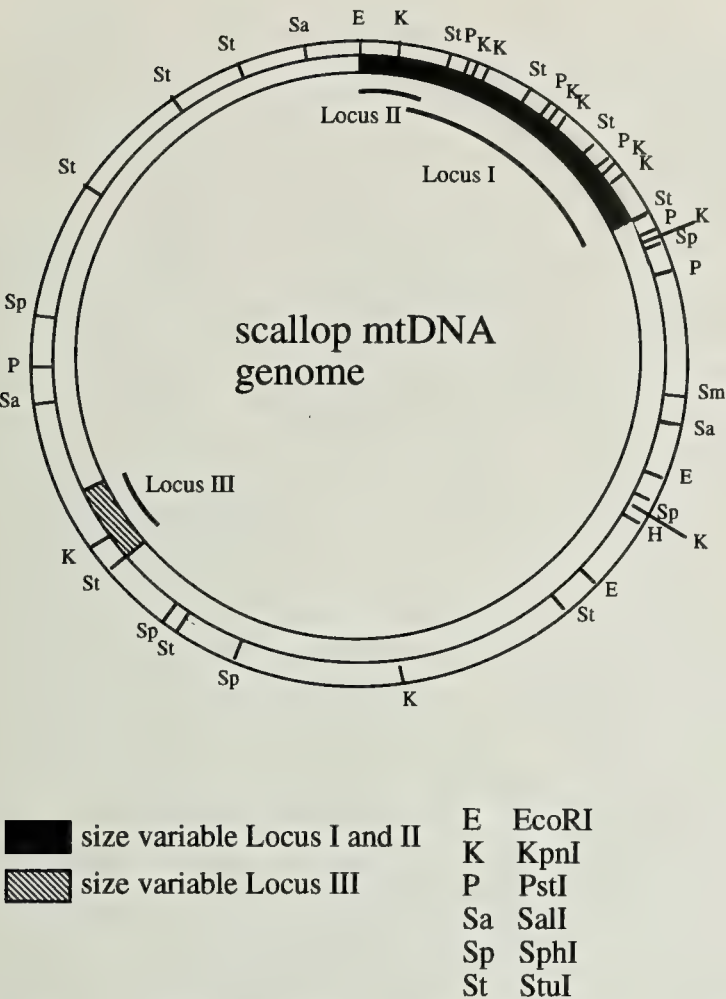 E
K
St P K K
St P K K
St P K K
St P K
Sp
P
Sm
Sa
E
Sp
K
H
E
St
K
Sp
St
Sp
St
K
Sa
P
Sp
St
St
St
Sa
Locus II
Locus I
scallop mtDNA
genome
Locus III
size variable Locus I and II
size variable Locus III
E EcoRI
K KpnI
P PstI
Sa SalI
Sp SphI
St StuI